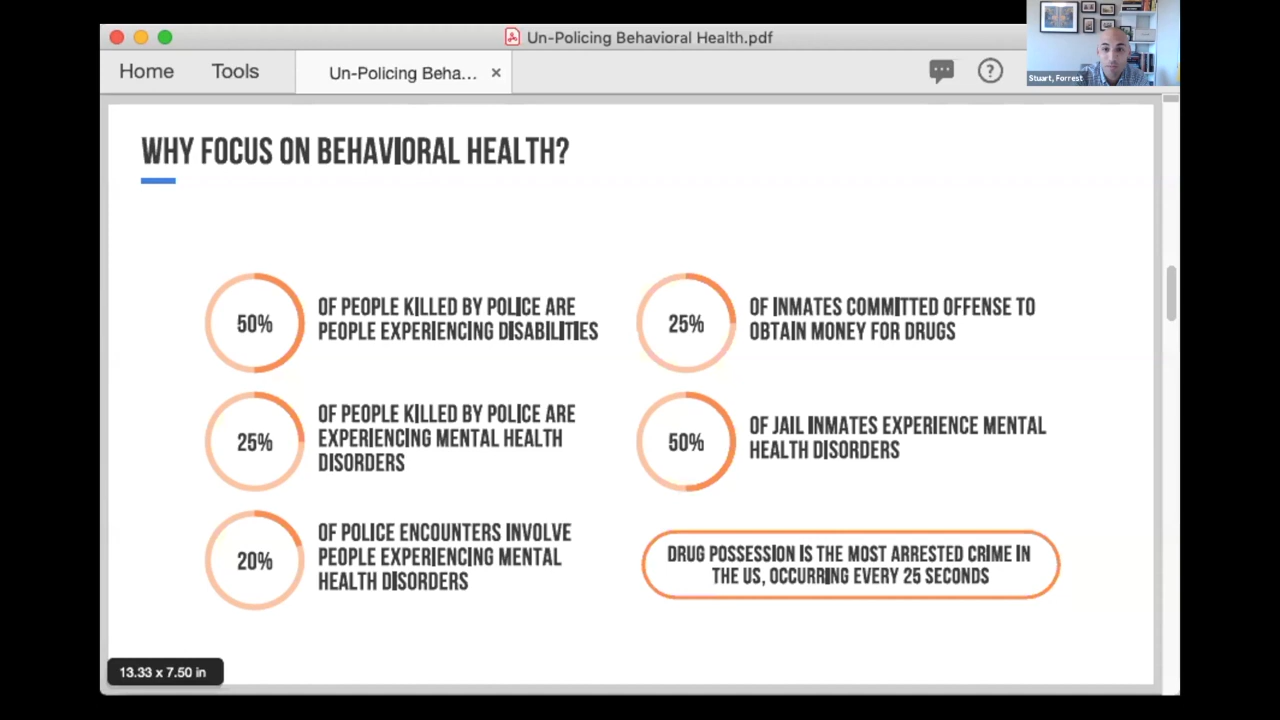 Un-Policing Behavioral Health.pdf
Home
Tools
Un-Policing Beha...
Stuart, Forrest
WHY FOCUS ON BEHAVIORAL HEALTH?
50%
OF PEOPLE KILLED BY POLICE ARE
PEOPLE EXPERIENCING DISABILITIES
25%
OF PEOPLE KILLED BY POLICE ARE
EXPERIENCING MENTAL HEALTH
DISORDERS
20%
OF POLICE ENCOUNTERS INVOLVE
PEOPLE EXPERIENCING MENTAL
HEALTH DISORDERS
25%
OF INMATES COMMITTED OFFENSE TO
OBTAIN MONEY FOR DRUGS
50%
OF JAIL INMATES EXPERIENCE MENTAL
HEALTH DISORDERS
DRUG POSSESSION IS THE MOST ARRESTED CRIME IN
THE US, OCCURRING EVERY 25 SECONDS
13.33 x 7.50 in